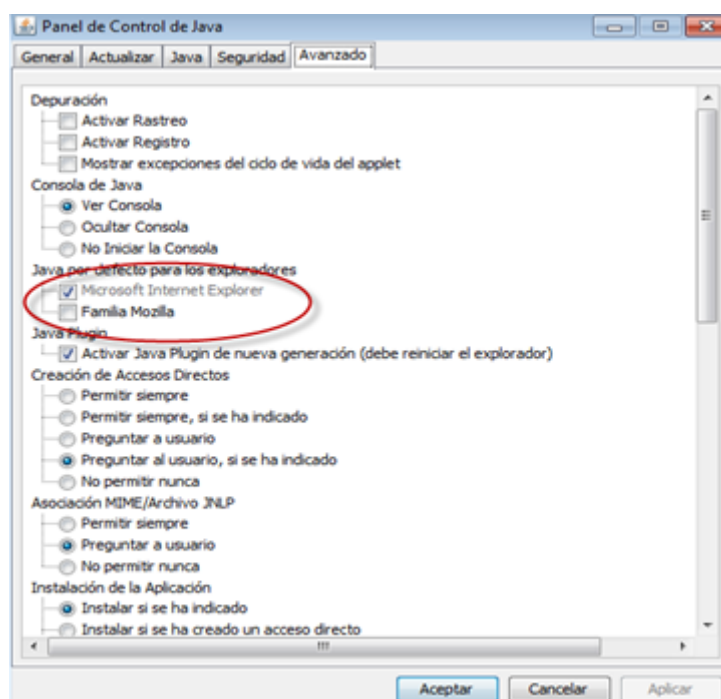 Panel de Control de Java
General Actualizar Java Seguridad Avanzado
Depuración
Activar Rastreo
Activar Registro
Mostrar excepciones del ciclo de vida del applet
Consola de Java
Ver Consola
Ocultar Consola
No Iniciar la Consola
Java por defecto para los exploradores
Microsoft Internet Explorer
Familia Mozilla
Java Plugin
Activar Java Plugin de nueva generación (debe reiniciar el explorador)
Creación de Accesos Directos
Permitir siempre
Permitir siempre, si se ha indicado
Preguntar a usuario
Preguntar al usuario, si se ha indicado
No permitir nunca
Asociación MIME/Archivo JNLP
Permitir siempre
Preguntar a usuario
No permitir nunca
Instalación de la Aplicación
Instalar si se ha indicado
Instalar si se ha creado un acceso directo
Aceptar Cancelar Aplicar